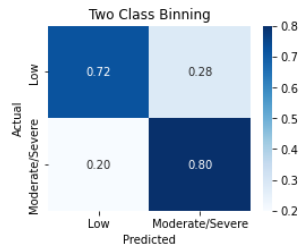 Two Class Binning
Actual
Low
Moderate/Severe
0.72 0.28
0.20 0.80
Low Moderate/Severe
Predicted
0.8
0.7
0.6
0.5
0.4
0.3
0.2